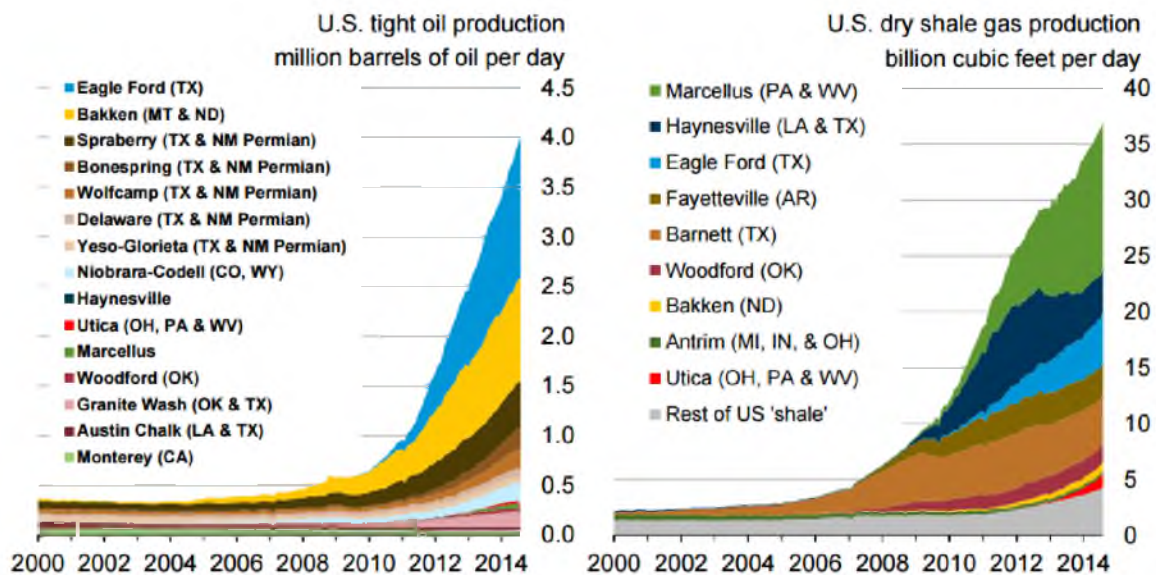 U.S. tight oil production
million barrels of oil per day
Eagle Ford (TX)
Bakken (MT & ND)
Spraberry (TX & NM Permian)
Bonespring (TX & NM Permian)
Wolfcamp (TX & NM Permian)
Delaware (TX & NM Permian)
Yeso-Glorieta (TX & NM Permian)
Niobrara-Codell (CO, WY)
Haynesville
Utica (OH, PA & WV)
Marcellus
Woodford (OK)
Granite Wash (OK & TX)
Austin Chalk (LA & TX)
Monterey (CA)
4.5
4.0
3.5
3.0
2.5
2.0
1.5
1.0
0.5
0.0
2000 2002 2004 2006 2008 2010 2012 2014
U.S. dry shale gas production
billion cubic feet per day
Marcellus (PA & WV)
Haynesville (LA & TX)
Eagle Ford (TX)
Fayetteville (AR)
Barnett (TX)
Woodford (OK)
Bakken (ND)
Antrim (MI, IN, & OH)
Utica (OH, PA & WV)
Rest of US 'shale'
40
35
30
25
20
15
10
5
0
2000 2002 2004 2006 2008 2010 2012 2014